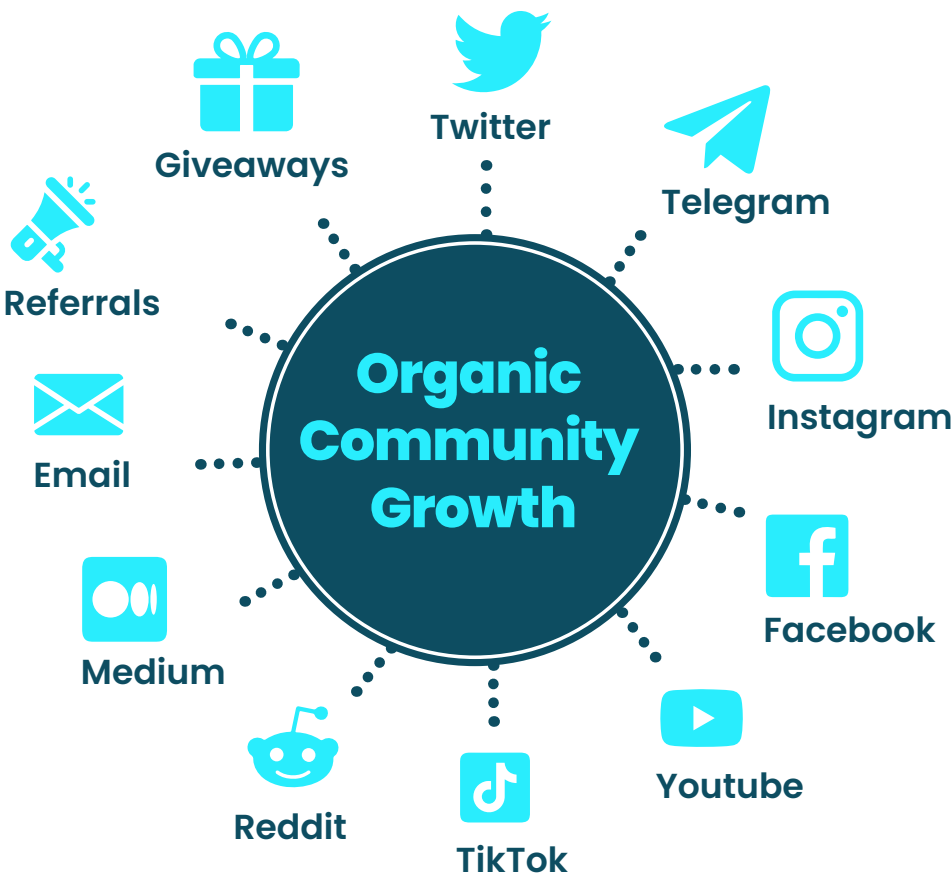 Organic
Community
Growth
Twitter
Telegram
Instagram
Facebook
Youtube
TikTok
Reddit
Medium
Email
Referrals
Giveaways